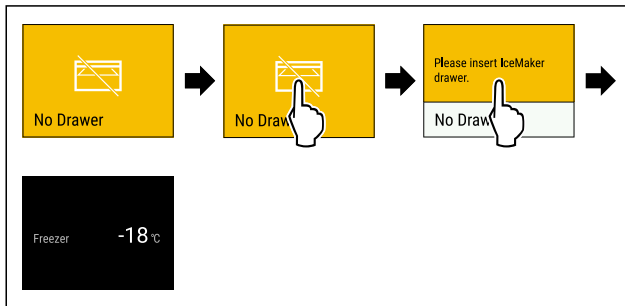 No Drawer
No Draw
Please insert IceMaker
drawer.
No Draw
Freezer -18 °C